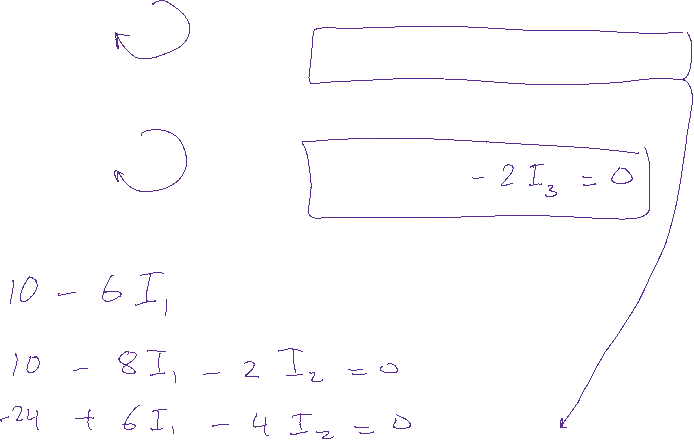 - 2 I₃ = 0
10 - 6 I₁
10 - 8 I₁ - 2 I₂ = 0
-24 + 6 I₁ - 4 I₂ = 0